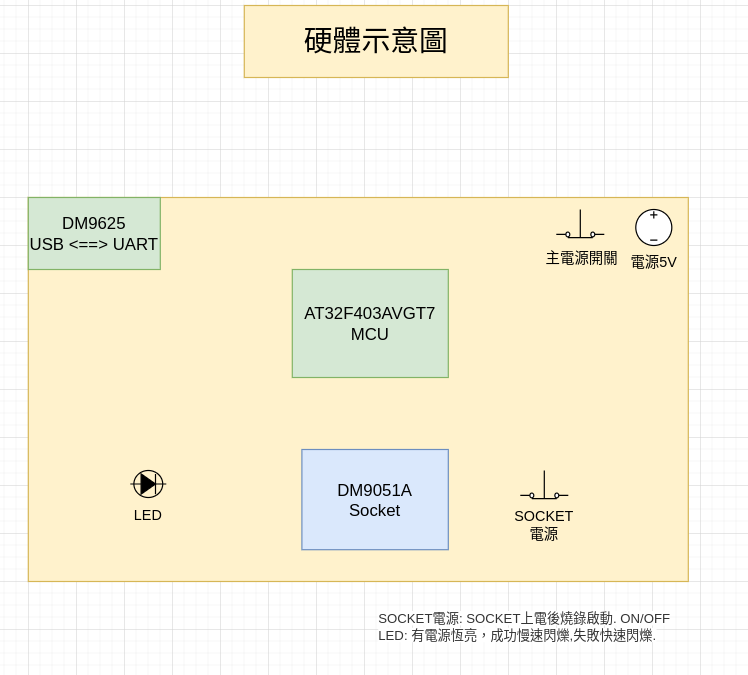 硬體示意圖
DM9625
USB <==> UART
主電源開關
電源5V
+
−
AT32F403AVGT7
MCU
DM9051A
Socket
LED
SOCKET
電源
SOCKET電源: SOCKET上電後燒錄啟動. ON/OFF
LED: 有電源恆亮，成功慢速閃爍,失敗快速閃爍.